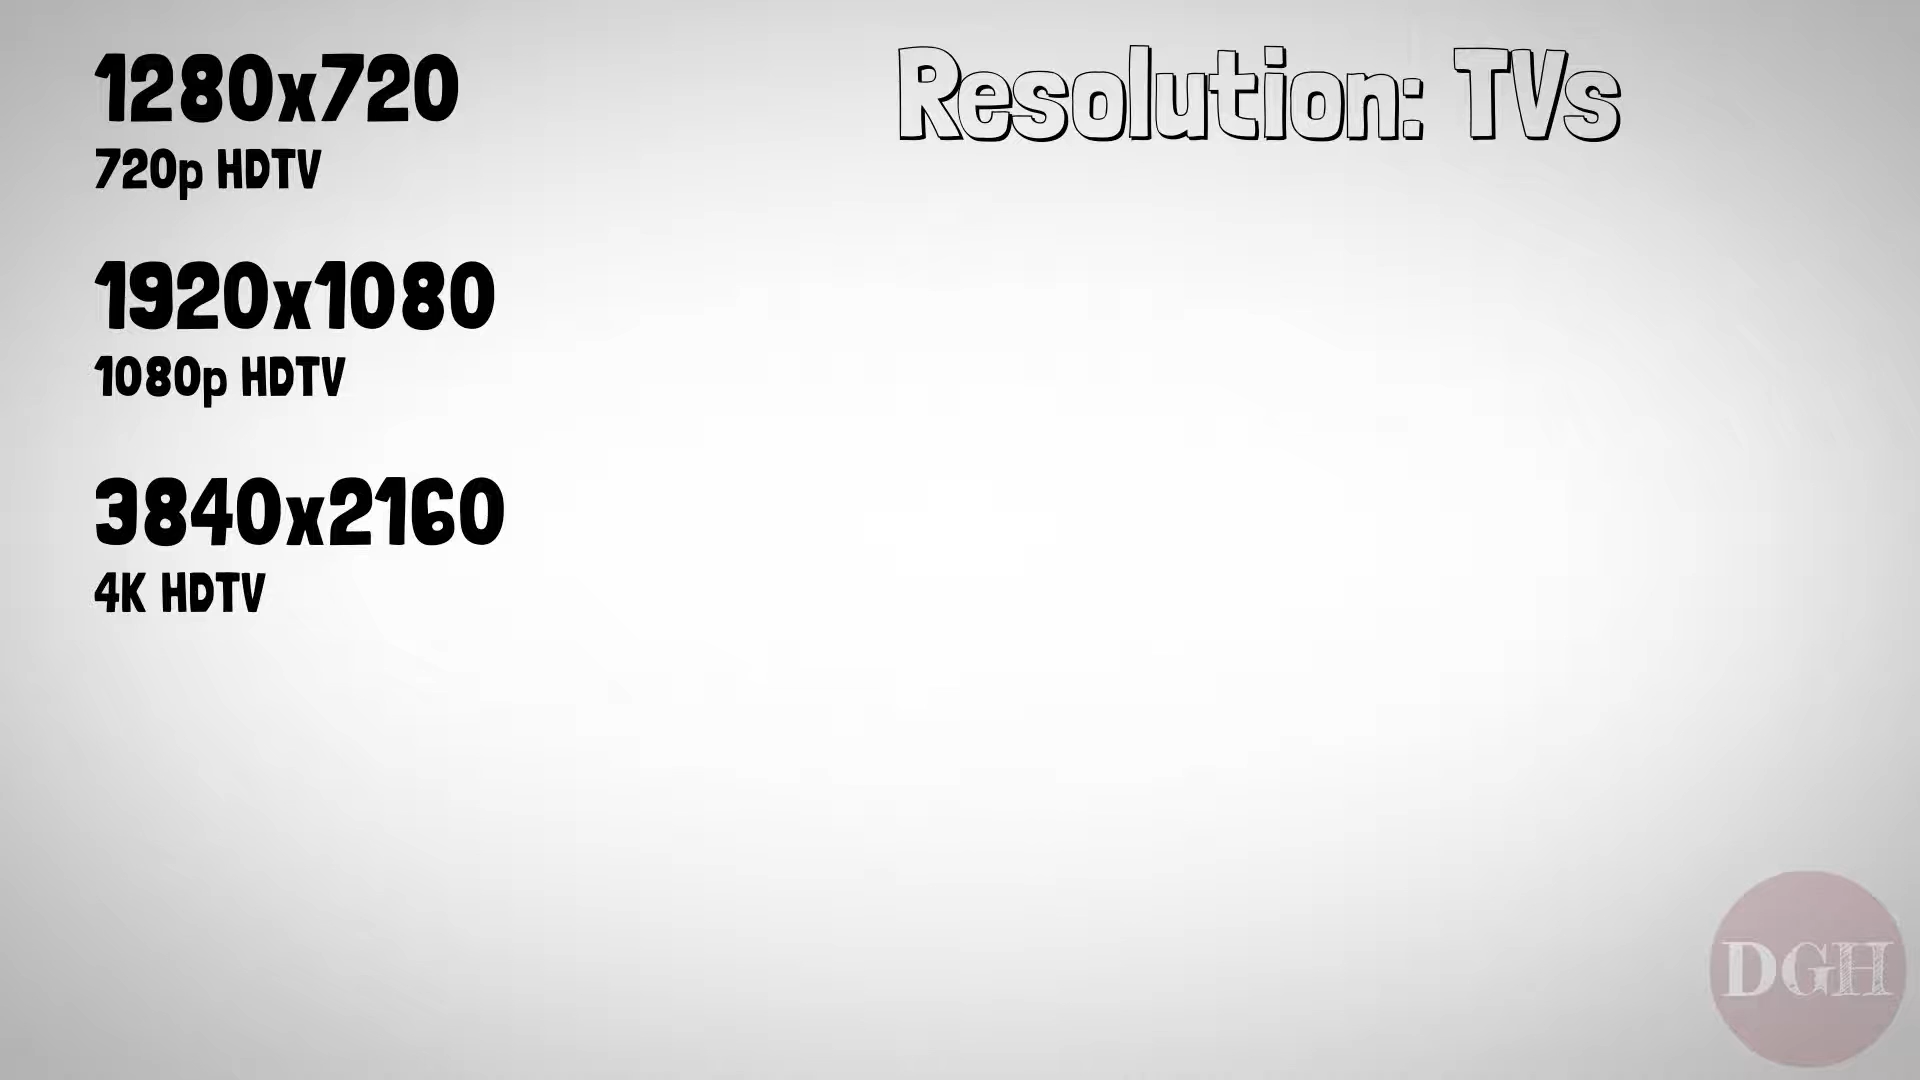 Resolution: TVs
1280x720
720p HDTV
1920x1080
1080p HDTV
3840x2160
4K HDTV
DGH